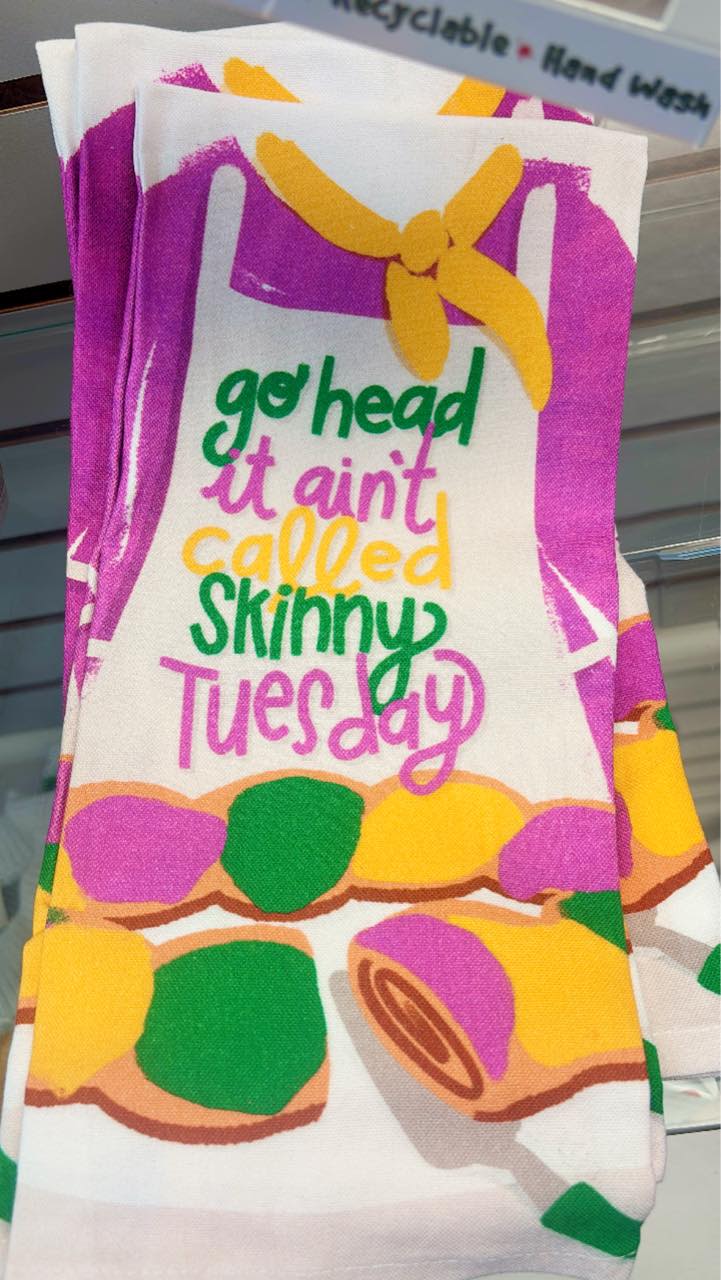 Recyclable • Hand Wash
go head
it ain't
called
Skinny
Tuesday